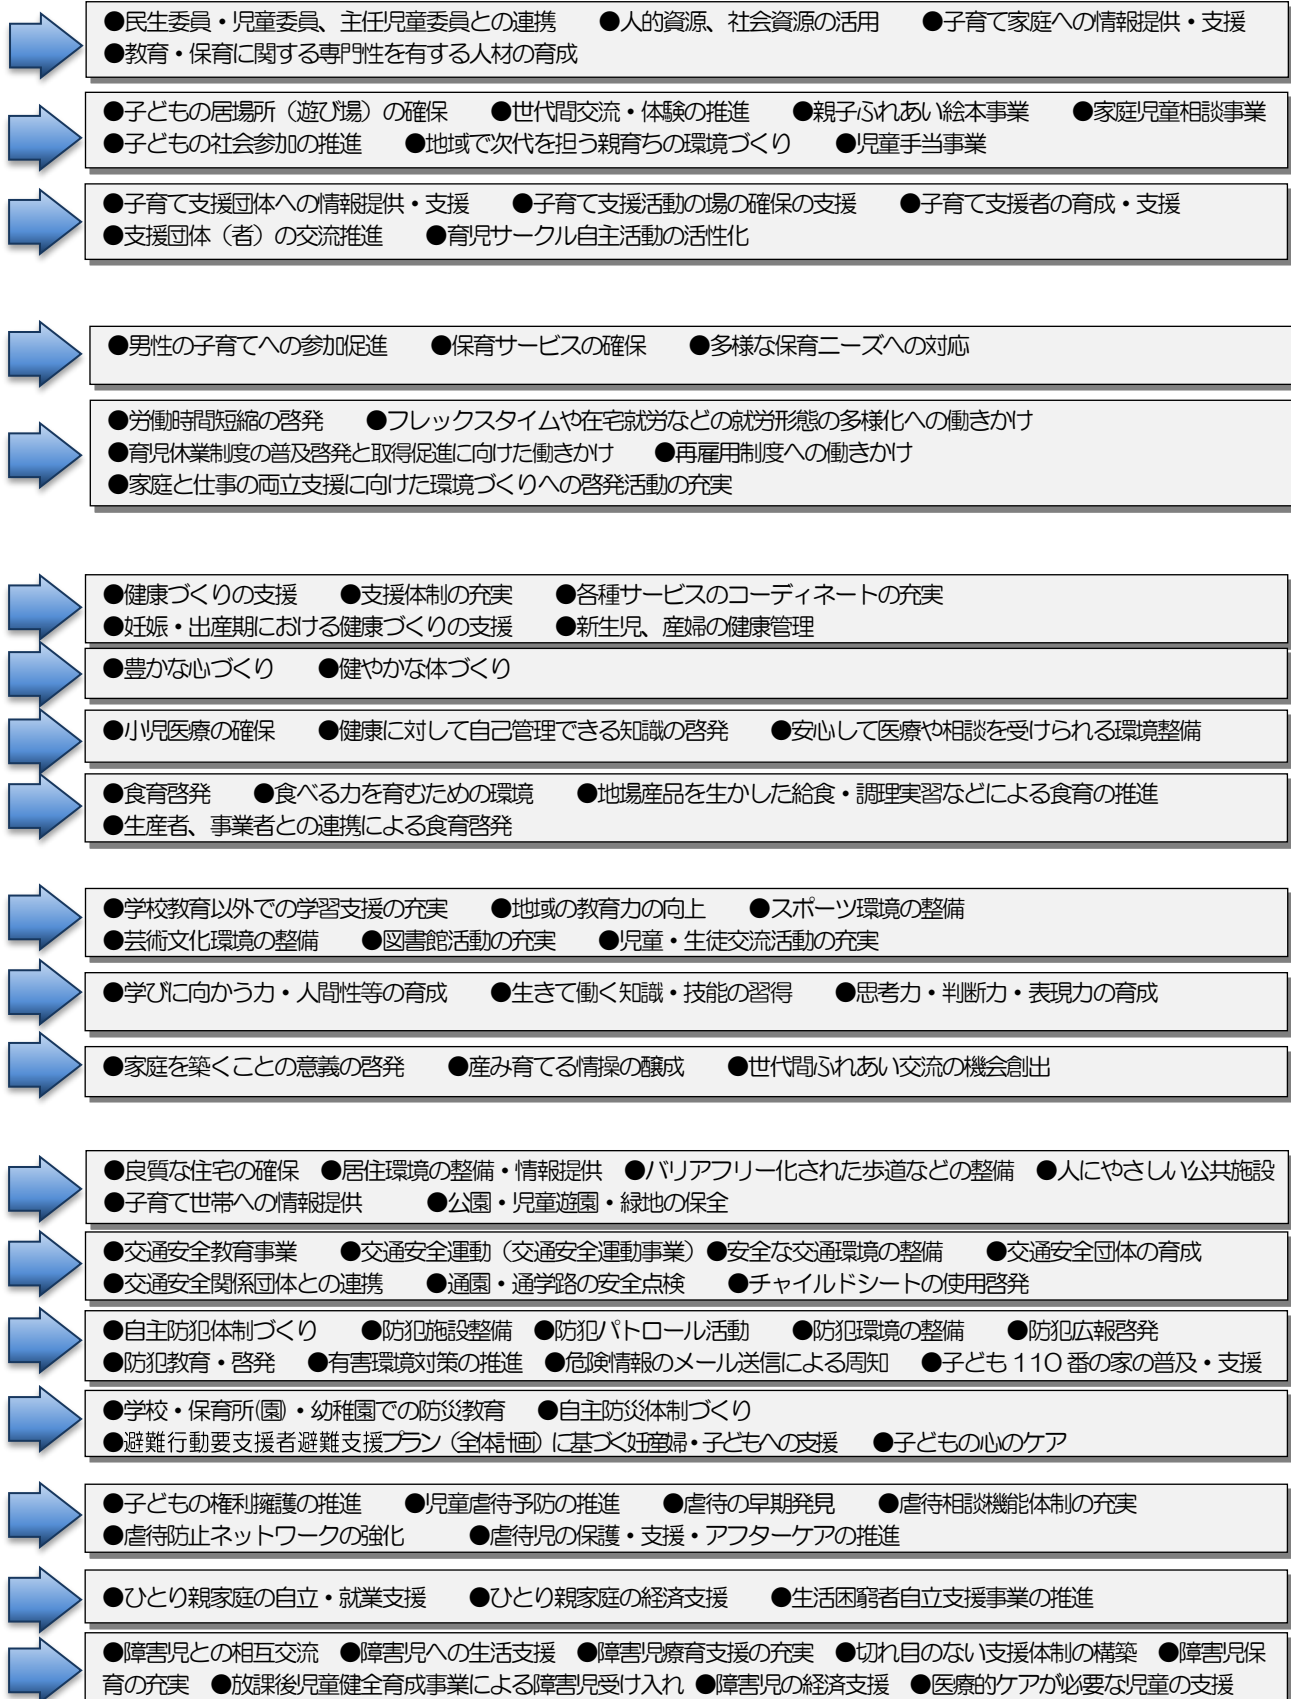 ●民生委員・児童委員、主任児童委員との連携　●人的資源、社会資源の活用　●子育て家庭への情報提供・支援
●教育・保育に関する専門性を有する人材の育成
●子どもの居場所（遊び場）の確保　●世代間交流・体験の推進　●親子ふれあい絵本事業　●家庭児童相談事業
●子どもの社会参加の推進　●地域で次代を担う親育ちの環境づくり　●児童手当事業
●子育て支援団体への情報提供・支援　●子育て支援活動の場の確保の支援　●子育て支援者の育成・支援
●支援団体（者）の交流推進　●育児サークル自主活動の活性化
●男性の子育てへの参加促進　●保育サービスの確保　●多様な保育ニーズへの対応
●労働時間短縮の啓発　●フレックスタイムや在宅就労などの就労形態の多様化への働きかけ
●育児休業制度の普及啓発と取得促進に向けた働きかけ　●再雇用制度への働きかけ
●家庭と仕事の両立支援に向けた環境づくりへの啓発活動の充実
●健康づくりの支援　●支援体制の充実　●各種サービスのコーディネートの充実
●妊娠・出産期における健康づくりの支援　●新生児、産婦の健康管理
●豊かな心づくり　●健やかな体づくり
●小児医療の確保　●健康に対して自己管理できる知識の啓発　●安心して医療や相談を受けられる環境整備
●食育啓発　●食べる力を育むための環境　●地場産品を生かした給食・調理実習などによる食育の推進
●生産者、事業者との連携による食育啓発
●学校教育以外での学習支援の充実　●地域の教育力の向上　●スポーツ環境の整備
●芸術文化環境の整備　●図書館活動の充実　●児童・生徒交流活動の充実
●学びに向かう力・人間性等の育成　●生きて働く知識・技能の習得　●思考力・判断力・表現力の育成
●家庭を築くことの意義の啓発　●産み育てる情操の醸成　●世代間ふれあい交流の機会創出
●良質な住宅の確保　●居住環境の整備・情報提供　●バリアフリー化された歩道などの整備　●人にやさしい公共施設
●子育て世帯への情報提供　●公園・児童遊園・緑地の保全
●交通安全教育事業　●交通安全運動（交通安全運動事業）●安全な交通環境の整備　●交通安全団体の育成
●交通安全関係団体との連携　●通園・通学路の安全点検　●チャイルドシートの使用啓発
●自主防犯体制づくり　●防犯施設整備　●防犯パトロール活動　●防犯環境の整備　●防犯広報啓発
●防犯教育・啓発　●有害環境対策の推進　●危険情報のメール送信による周知　●子ども110番の家の普及・支援
●学校・保育所(園)・幼稚園での防災教育　●自主防災体制づくり
●避難行動要支援者避難支援プラン（全体計画）に基づく妊産婦・子どもへの支援　●子どもの心のケア
●子どもの権利擁護の推進　●児童虐待予防の推進　●虐待の早期発見　●虐待相談機能体制の充実
●虐待防止ネットワークの強化　●虐待児の保護・支援・アフターケアの推進
●ひとり親家庭の自立・就業支援　●ひとり親家庭の経済支援　●生活困窮者自立支援事業の推進
●障害児との相互交流　●障害児への生活支援　●障害児療育支援の充実　●切れ目のない支援体制の構築　●障害児保
育の充実　●放課後児童健全育成事業による障害児受け入れ　●障害児の経済支援　●医療的ケアが必要な児童の支援